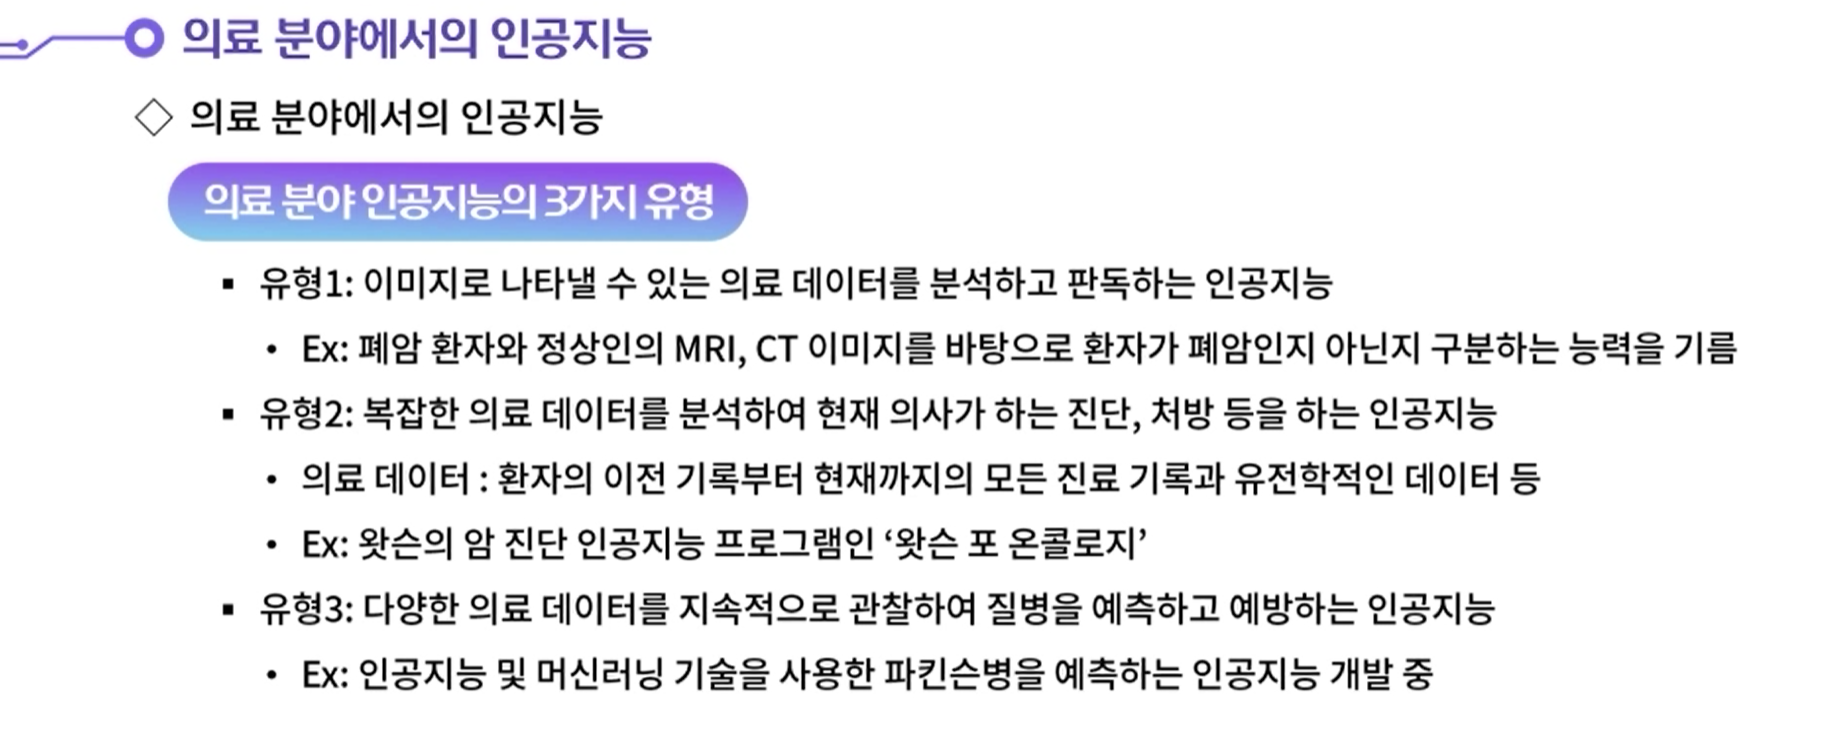 의료 분야에서의 인공지능
◇ 의료 분야에서의 인공지능
의료 분야 인공지능의 3가지 유형
▪ 유형1: 이미지로 나타낼 수 있는 의료 데이터를 분석하고 판독하는 인공지능
• Ex: 폐암 환자와 정상인의 MRI, CT 이미지를 바탕으로 환자가 폐암인지 아닌지 구분하는 능력을 기름
▪ 유형2: 복잡한 의료 데이터를 분석하여 현재 의사가 하는 진단, 처방 등을 하는 인공지능
• 의료 데이터 : 환자의 이전 기록부터 현재까지의 모든 진료 기록과 유전학적인 데이터 등
• Ex: 왓슨의 암 진단 인공지능 프로그램인 ‘왓슨 포 온콜로지’
▪ 유형3: 다양한 의료 데이터를 지속적으로 관찰하여 질병을 예측하고 예방하는 인공지능
• Ex: 인공지능 및 머신러닝 기술을 사용한 파킨슨병을 예측하는 인공지능 개발 중